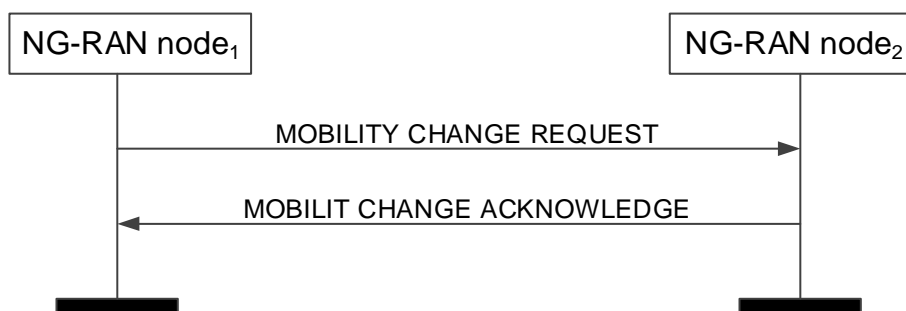 NG-RAN node₁
NG-RAN node₂
MOBILITY CHANGE REQUEST
MOBILIT CHANGE ACKNOWLEDGE